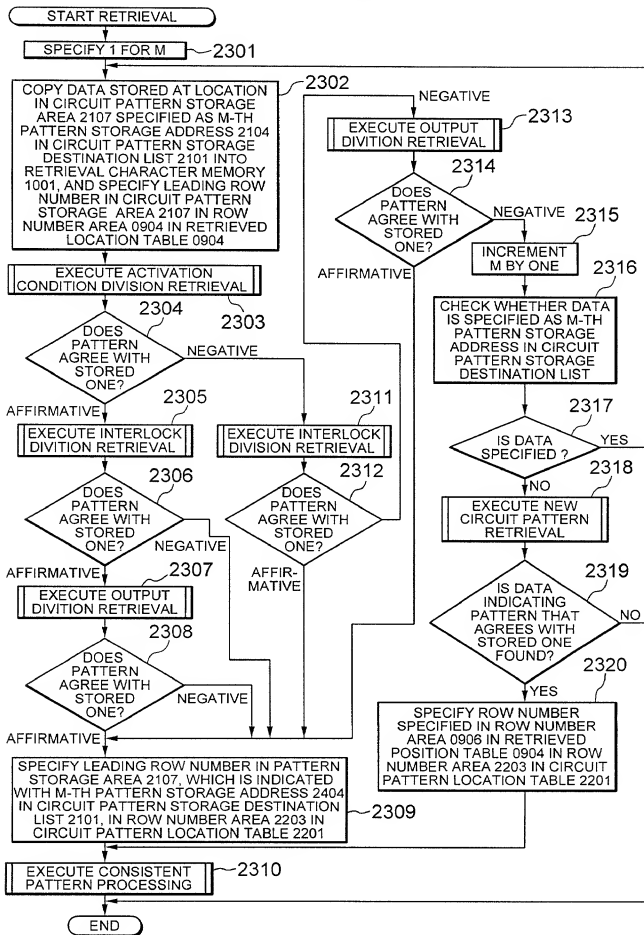 START RETRIEVAL
SPECIFY 1 FOR M
2301
COPY DATA STORED AT LOCATION
IN CIRCUIT PATTERN STORAGE
AREA 2107 SPECIFIED AS M-TH
PATTERN STORAGE ADDRESS 2104
IN CIRCUIT PATTERN STORAGE
DESTINATION LIST 2101 INTO
RETRIEVAL CHARACTER MEMORY
1001, AND SPECIFY LEADING ROW
NUMBER IN CIRCUIT PATTERN
STORAGE AREA 2107 IN ROW
NUMBER AREA 0904 IN RETRIEVED
LOCATION TABLE 0904
2302
EXECUTE ACTIVATION
CONDITION DIVISION RETRIEVAL
2303
2304
DOES
PATTERN
AGREE WITH
STORED
ONE?
NEGATIVE
AFFIRMATIVE
2305
EXECUTE INTERLOCK
DIVITION RETRIEVAL
2306
DOES
PATTERN
AGREE WITH
STORED
ONE?
NEGATIVE
AFFIRMATIVE
2307
EXECUTE OUTPUT
DIVITION RETRIEVAL
2308
DOES
PATTERN
AGREE WITH
STORED
ONE?
NEGATIVE
AFFIRMATIVE
SPECIFY LEADING ROW NUMBER IN PATTERN
STORAGE AREA 2107, WHICH IS INDICATED
WITH M-TH PATTERN STORAGE ADDRESS 2404
IN CIRCUIT PATTERN STORAGE DESTINATION
LIST 2101, IN ROW NUMBER AREA 2203 IN
CIRCUIT PATTERN LOCATION TABLE 2201
2309
EXECUTE CONSISTENT
PATTERN PROCESSING
2310
END
2311
EXECUTE INTERLOCK
DIVISION RETRIEVAL
2312
DOES
PATTERN
AGREE WITH
STORED
ONE?
AFFIR-
MATIVE
NEGATIVE
EXECUTE OUTPUT
DIVITION RETRIEVAL
2313
2314
DOES
PATTERN
AGREE WITH
STORED
ONE?
NEGATIVE
AFFIRMATIVE
2315
INCREMENT
M BY ONE
2316
CHECK WHETHER DATA
IS SPECIFIED AS M-TH
PATTERN STORAGE
ADDRESS IN CIRCUIT
PATTERN STORAGE
DESTINATION LIST
2317
IS DATA
SPECIFIED ?
YES
NO
2318
EXECUTE NEW
CIRCUIT PATTERN
RETRIEVAL
2319
IS DATA
INDICATING
PATTERN THAT
AGREES WITH
STORED ONE
FOUND?
NO
YES
2320
SPECIFY ROW NUMBER
SPECIFIED IN ROW NUMBER
AREA 0906 IN RETRIEVED
POSITION TABLE 0904 IN ROW
NUMBER AREA 2203 IN CIRCUIT
PATTERN LOCATION TABLE 2201